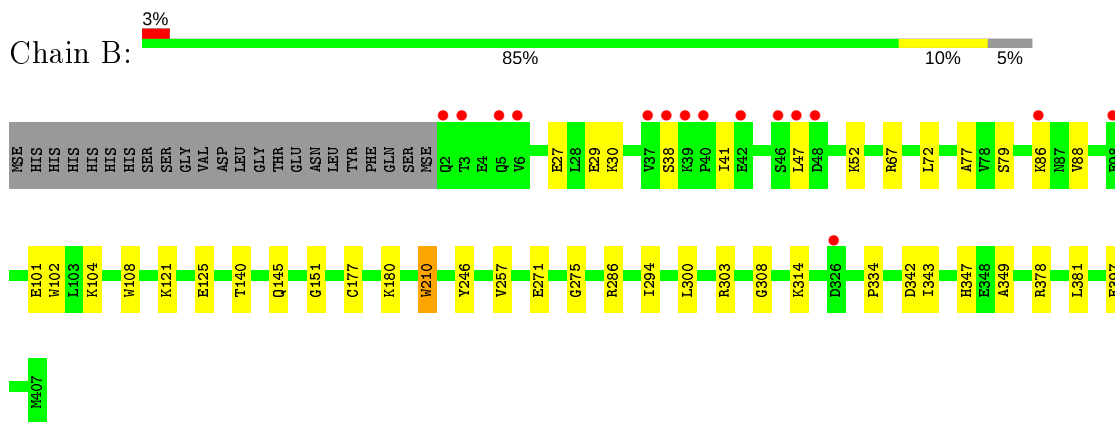 3%
Chain B:
85% 10% 5%
MSE HIS HIS HIS HIS HIS HIS SER SER GLY VAL ASP LEU GLY THR GLU ASN LEU TYR PHE GLN SER MSE Q2 T3 E4 Q5 V6 E27 L28 E29 K30 V37 S38 K39 P40 I41 E42 S46 L47 D48 K52 R67 L72 A77 V78 S79 K86 N87 V88
E101 W102 L103 K104 W108 K121 E125 T140 Q145 G151 C177 K180 W210 Y246 V257 E271 G275 R286 I294 L300 R303 G308 K314 D326 P334 D342 I343 H347 E348 A349 R378 L381
M407